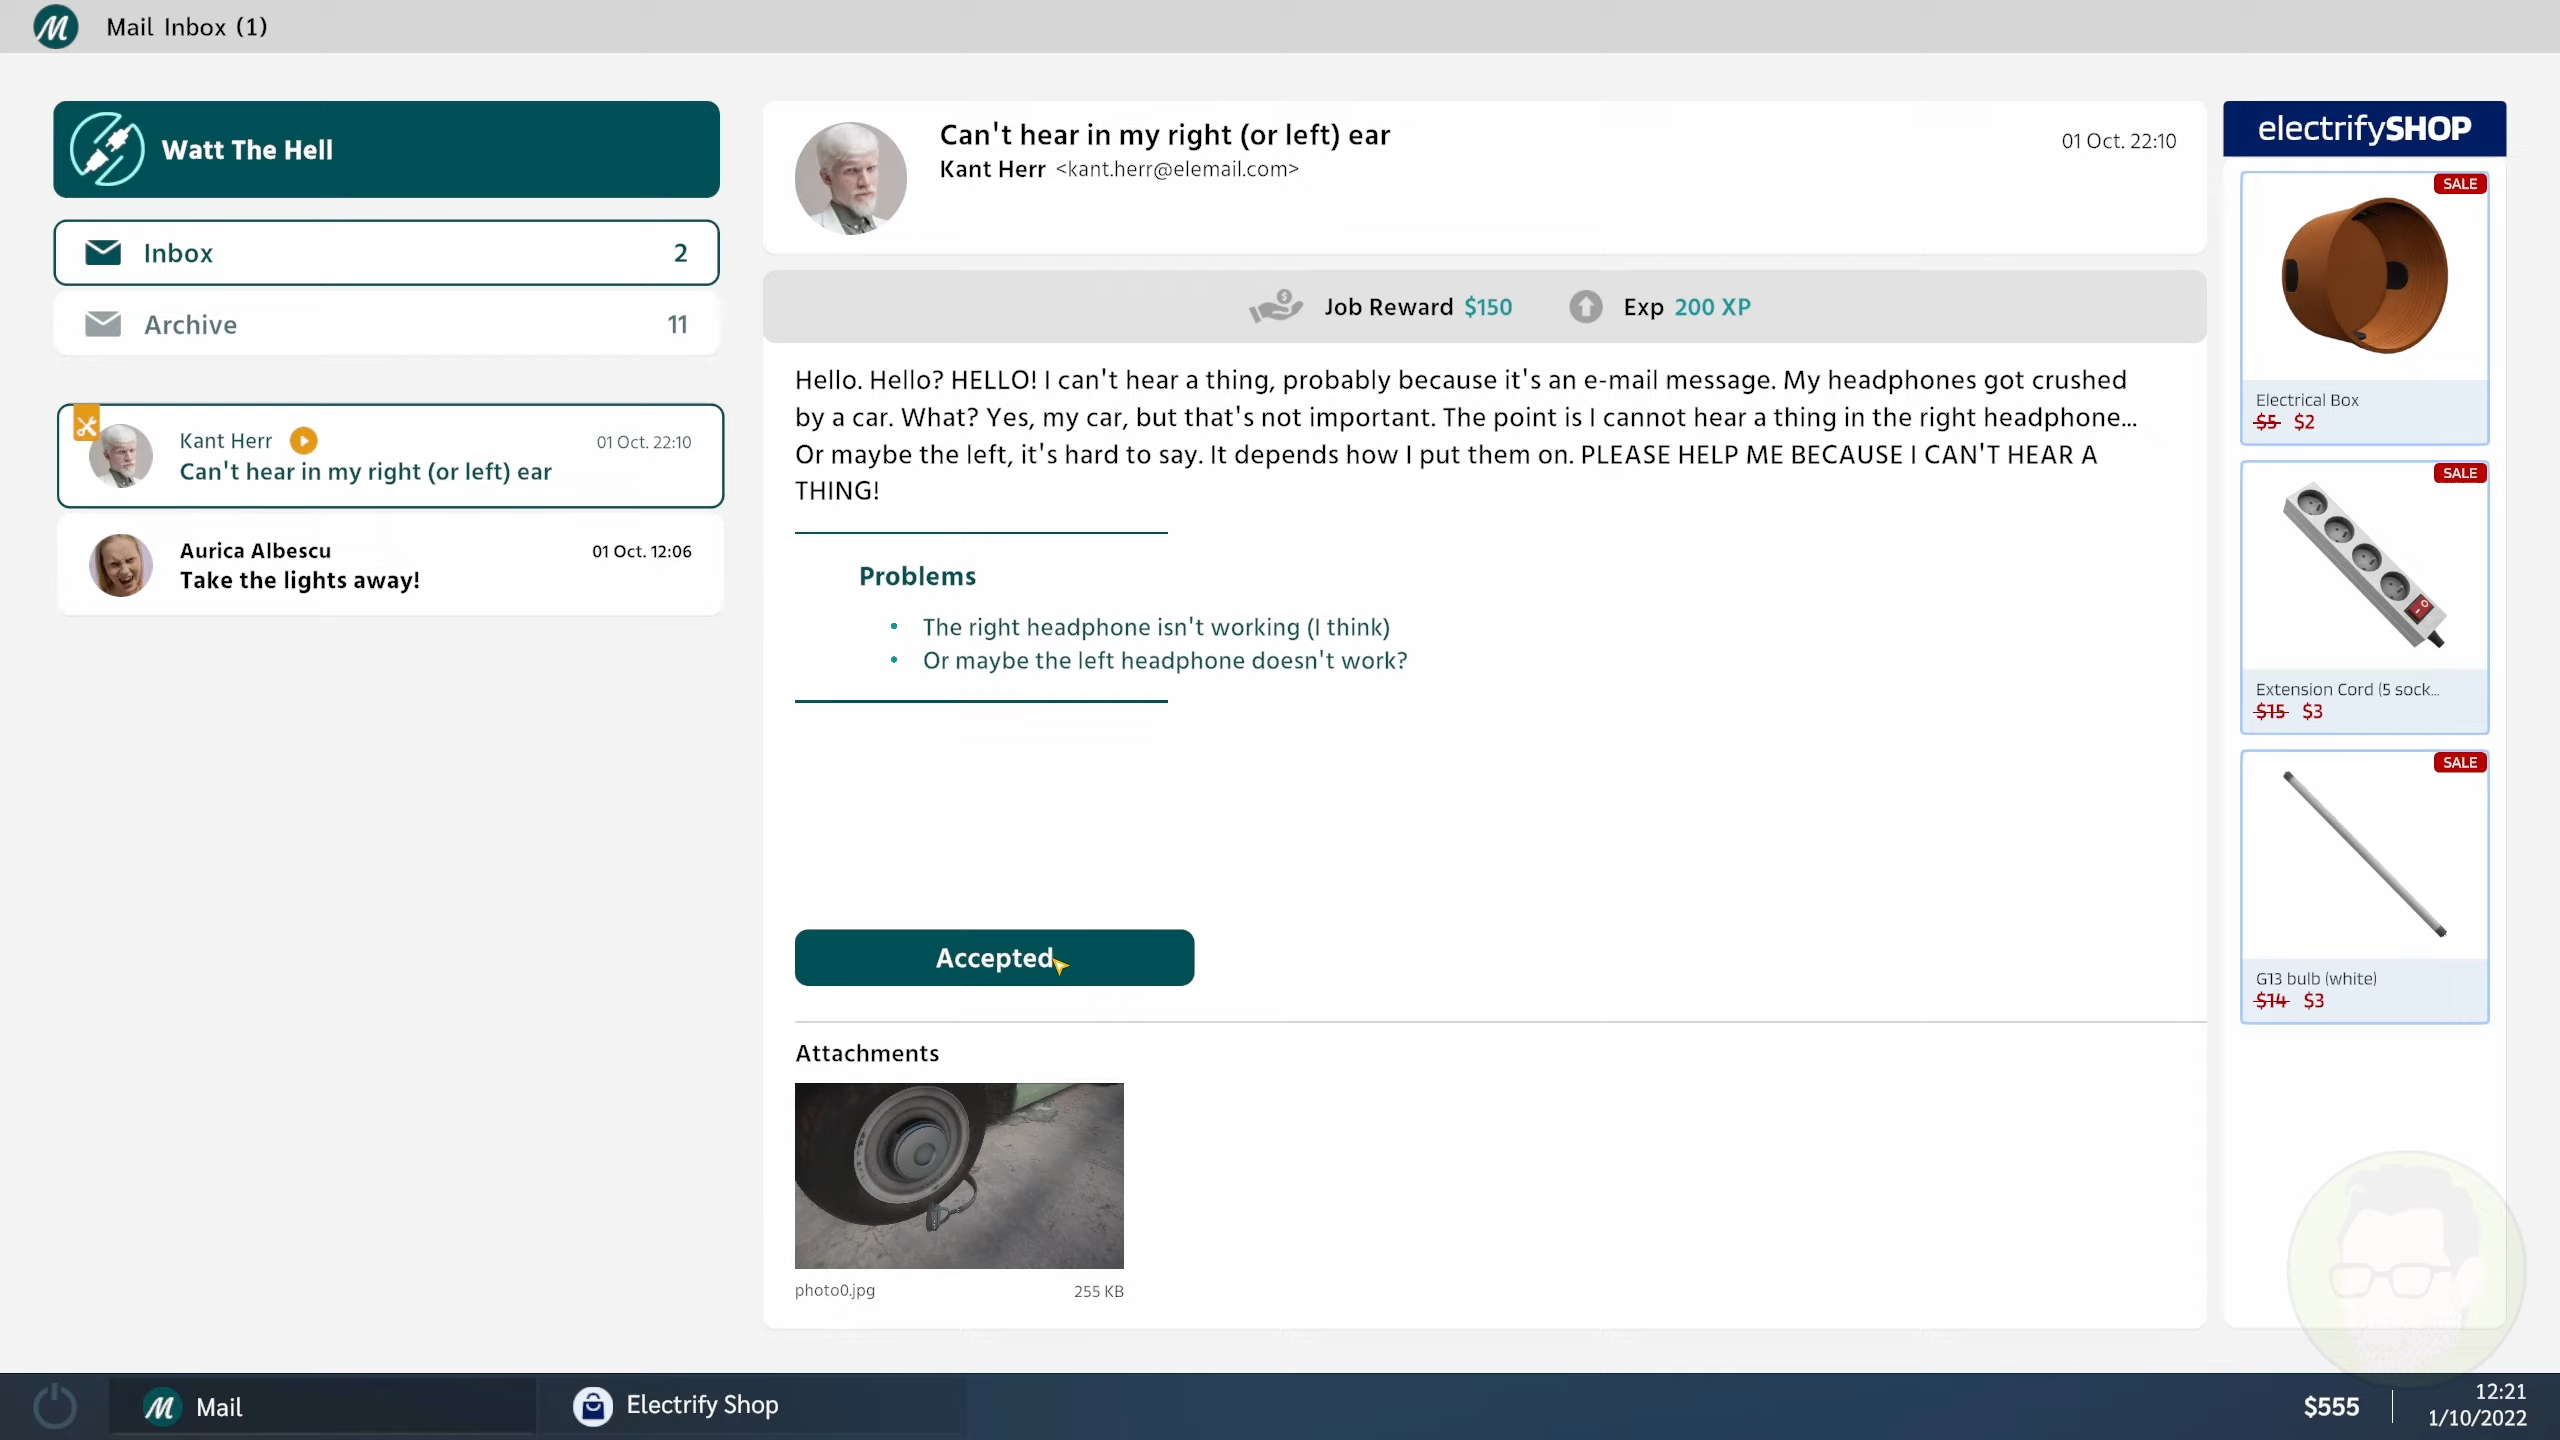 Mail Inbox (1)
Watt The Hell
Inbox 2
Archive 11
Kant Herr 01 Oct. 22:10
Can't hear in my right (or left) ear
Aurica Albescu 01 Oct. 12:06
Take the lights away!
Can't hear in my right (or left) ear
01 Oct. 22:10
Kant Herr <kant.herr@elemail.com>
Job Reward $150 Exp 200 XP
Hello. Hello? HELLO! I can't hear a thing, probably because it's an e-mail message. My headphones got crushed
by a car. What? Yes, my car, but that's not important. The point is I cannot hear a thing in the right headphone...
Or maybe the left, it's hard to say. It depends how I put them on. PLEASE HELP ME BECAUSE I CAN'T HEAR A
THING!
Problems
• The right headphone isn't working (I think)
• Or maybe the left headphone doesn't work?
Accepted
Attachments
photo0.jpg 255 KB
electrifySHOP
SALE
Electrical Box
$5 $2
SALE
Extension Cord (5 sock...
$15 $3
SALE
G13 bulb (white)
$14 $3
Mail
Electrify Shop
$555
12:21
1/10/2022